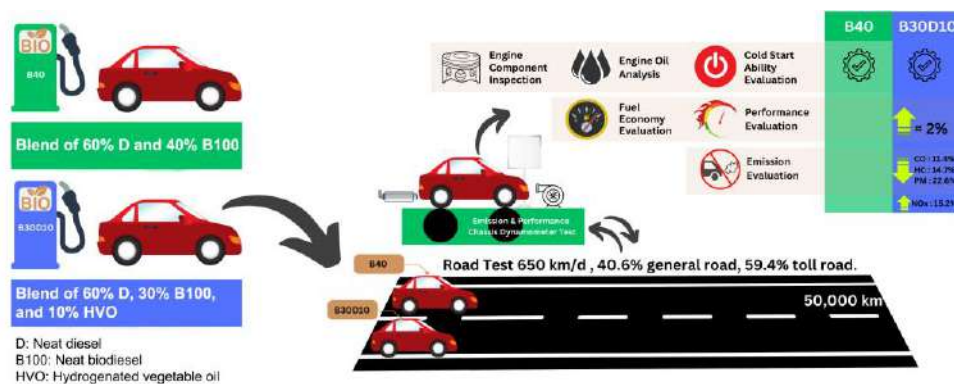 BIO
B40
Blend of 60% D and 40% B100
BIO
B30D10
Blend of 60% D, 30% B100,
and 10% HVO
D: Neat diesel
B100: Neat biodiesel
HVO: Hydrogenated vegetable oil
B40
B30D10
Engine
Component
Inspection
Engine Oil
Analysis
Cold Start
Ability
Evaluation
Fuel
Economy
Evaluation
Performance
Evaluation
Emission
Evaluation
= 2%
CO : 11.4%
HC : 14.7%
PM : 22.6%
NOx : 15.2%
Emission & Performance
Chassis Dynamometer Test
Road Test 650 km/d , 40.6% general road, 59.4% toll road.
B40
B30D10
50,000 km